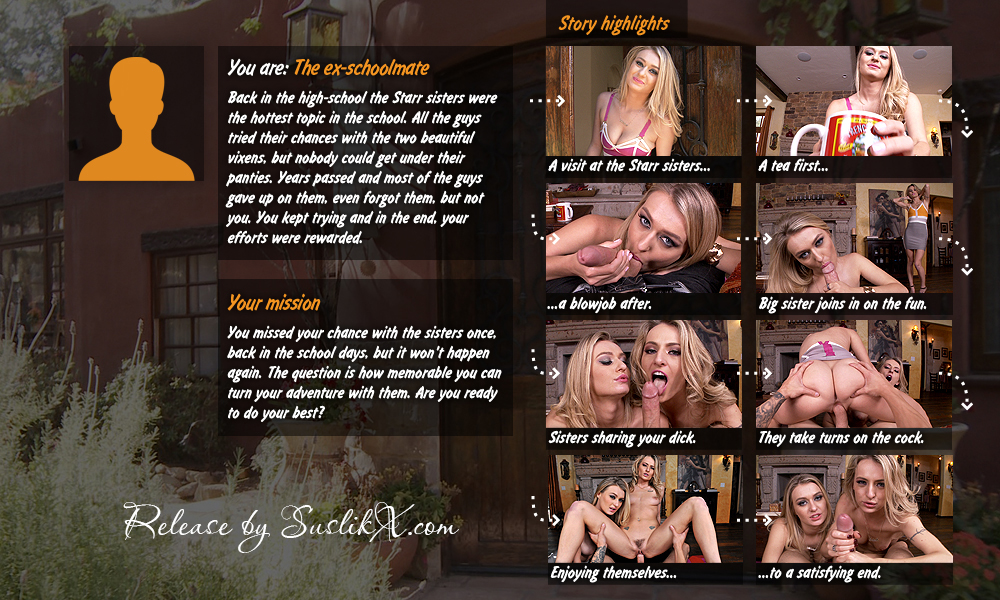 Story highlights
You are: The ex-schoolmate
Back in the high-school the Starr sisters were
the hottest topic in the school. All the guys
tried their chances with the two beautiful
vixens, but nobody could get under their
panties. Years passed and most of the guys
gave up on them, even forgot them, but not
you. You kept trying and in the end, your
efforts were rewarded.
Your mission
You missed your chance with the sisters once,
back in the school days, but it won't happen
again. The question is how memorable you can
turn your adventure with them. Are you ready
to do your best?
A visit at the Starr sisters...
A tea first...
...a blowjob after.
Big sister joins in on the fun.
Sisters sharing your dick.
They take turns on the cock.
Enjoying themselves...
...to a satisfying end.
Release by SuslikX.com